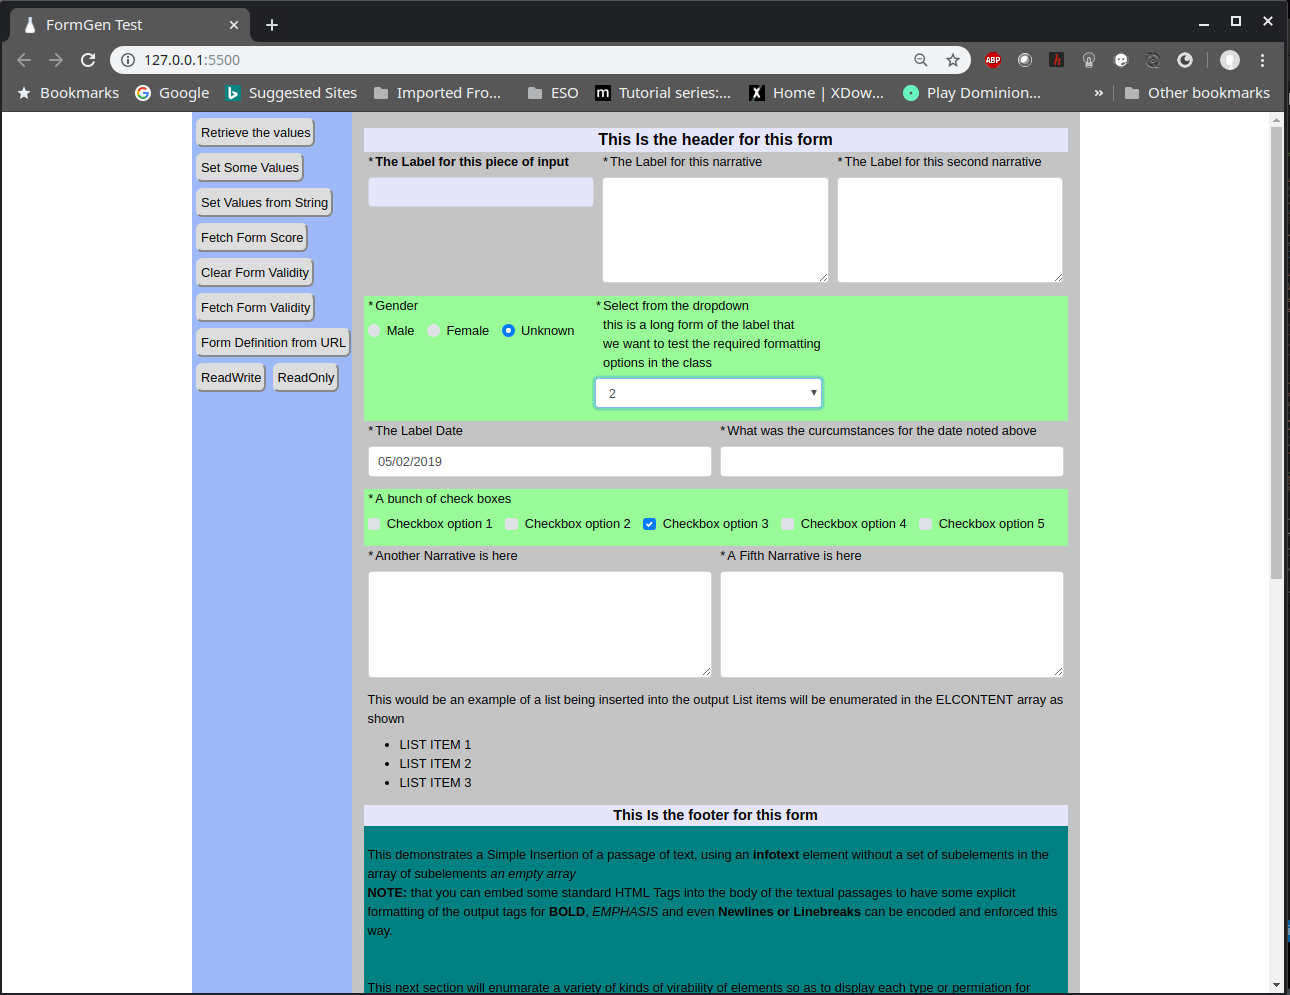 FormGen Test
127.0.0.1:5500
ABP
h
Bookmarks Google Suggested Sites Imported Fro... ESO m Tutorial series:... X Home | XDow... Play Dominion... » Other bookmarks
Retrieve the values
Set Some Values
Set Values from String
Fetch Form Score
Clear Form Validity
Fetch Form Validity
Form Definition from URL
ReadWrite ReadOnly
This Is the header for this form
* The Label for this piece of input
* The Label for this narrative
* The Label for this second narrative
* Gender
Male Female Unknown
* Select from the dropdown
this is a long form of the label that
we want to test the required formatting
options in the class
2
* The Label Date
05/02/2019
* What was the curcumstances for the date noted above
* A bunch of check boxes
Checkbox option 1 Checkbox option 2 Checkbox option 3 Checkbox option 4 Checkbox option 5
* Another Narrative is here
* A Fifth Narrative is here
This would be an example of a list being inserted into the output List items will be enumerated in the ELCONTENT array as
shown
• LIST ITEM 1
• LIST ITEM 2
• LIST ITEM 3
This Is the footer for this form
This demonstrates a Simple Insertion of a passage of text, using an infotext element without a set of subelements in the
array of subelements an empty array
NOTE: that you can embed some standard HTML Tags into the body of the textual passages to have some explicit
formatting of the output tags for BOLD, EMPHASIS and even Newlines or Linebreaks can be encoded and enforced this
way.
This next section will enumarate a variety of kinds of virability of elements so as to display each type or permiation for